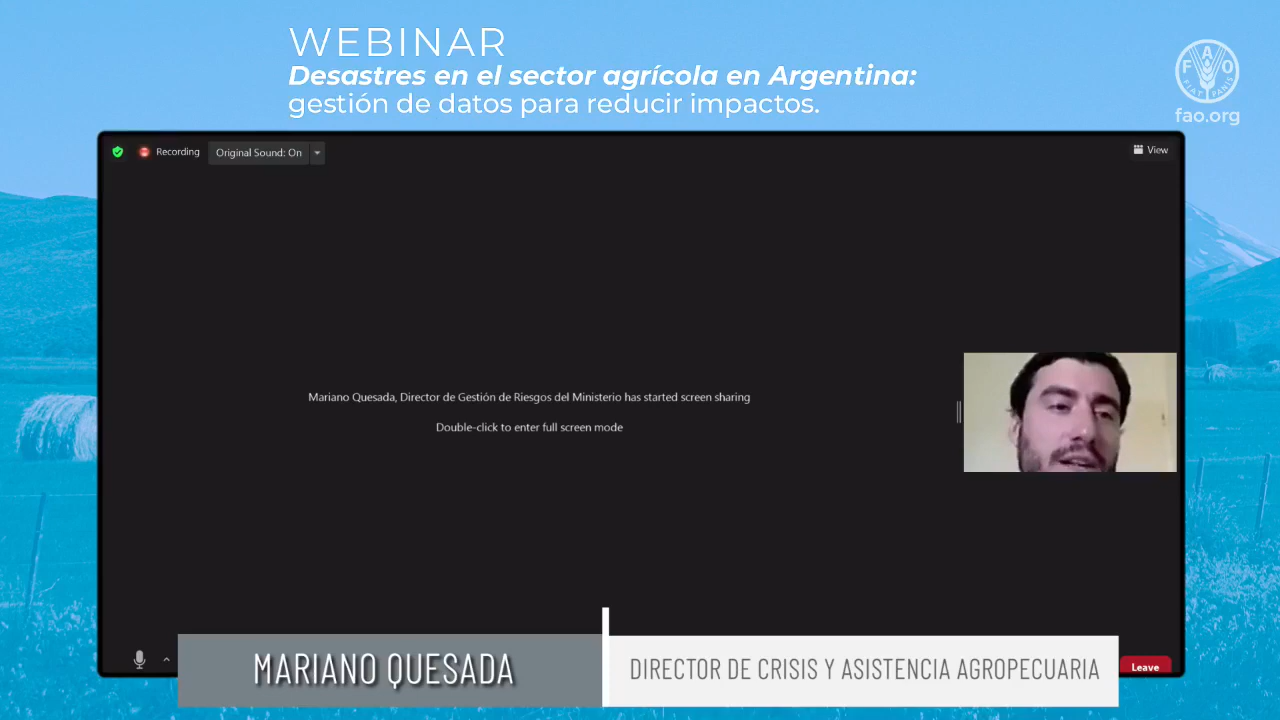 WEBINAR
Desastres en el sector agrícola en Argentina:
gestión de datos para reducir impactos.
F A O
FIAT PANIS
fao.org
Recording
Original Sound: On
View
Mariano Quesada, Director de Gestión de Riesgos del Ministerio has started screen sharing
Double-click to enter full screen mode
MARIANO QUESADA
DIRECTOR DE CRISIS Y ASISTENCIA AGROPECUARIA
Leave